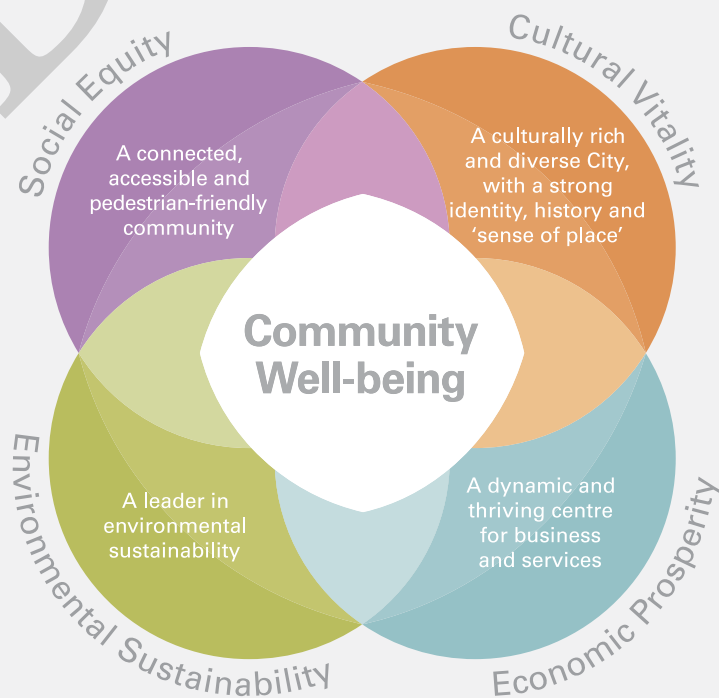 Social Equity
Cultural Vitality
A connected,
accessible and
pedestrian-friendly
community
A culturally rich
and diverse City,
with a strong
identity, history and
‘sense of place’
Community
Well-being
A leader in
environmental
sustainability
A dynamic and
thriving centre
for business
and services
Environmental Sustainability
Economic Prosperity